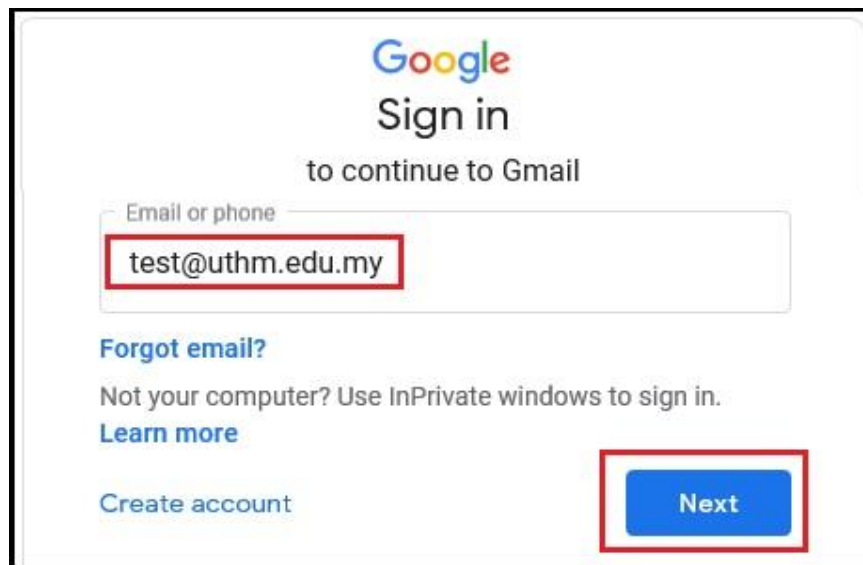 Google
Sign in
to continue to Gmail
Email or phone
test@uthm.edu.my
Forgot email?
Not your computer? Use InPrivate windows to sign in.
Learn more
Create account
Next